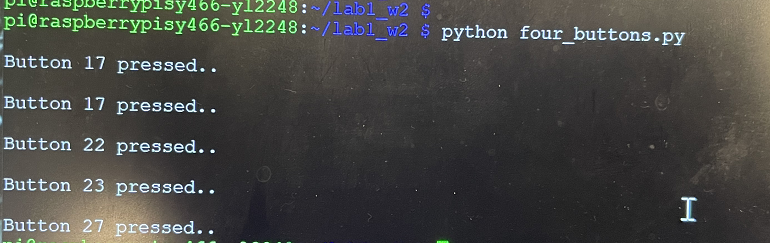 pi@raspberrypisy466-yl2248:~/lab1_w2 $
pi@raspberrypisy466-yl2248:~/lab1_w2 $ python four_buttons.py
Button 17 pressed..
Button 17 pressed..
Button 22 pressed..
Button 23 pressed..
Button 27 pressed..